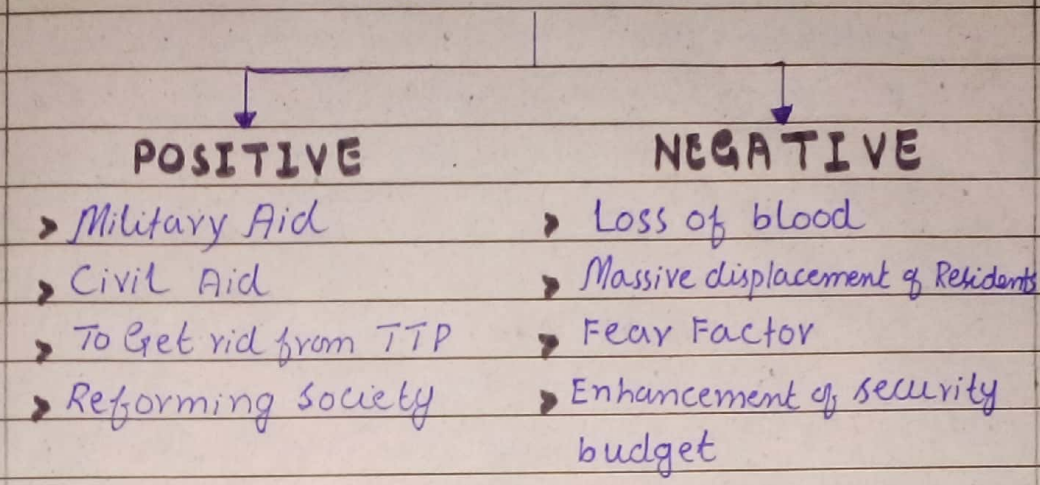 POSITIVE
> Military Aid
> Civil Aid
> To Get rid from TTP
> Reforming Society
NEGATIVE
> Loss of blood
> Massive displacement of Residents
> Fear Factor
> Enhancement of security
budget